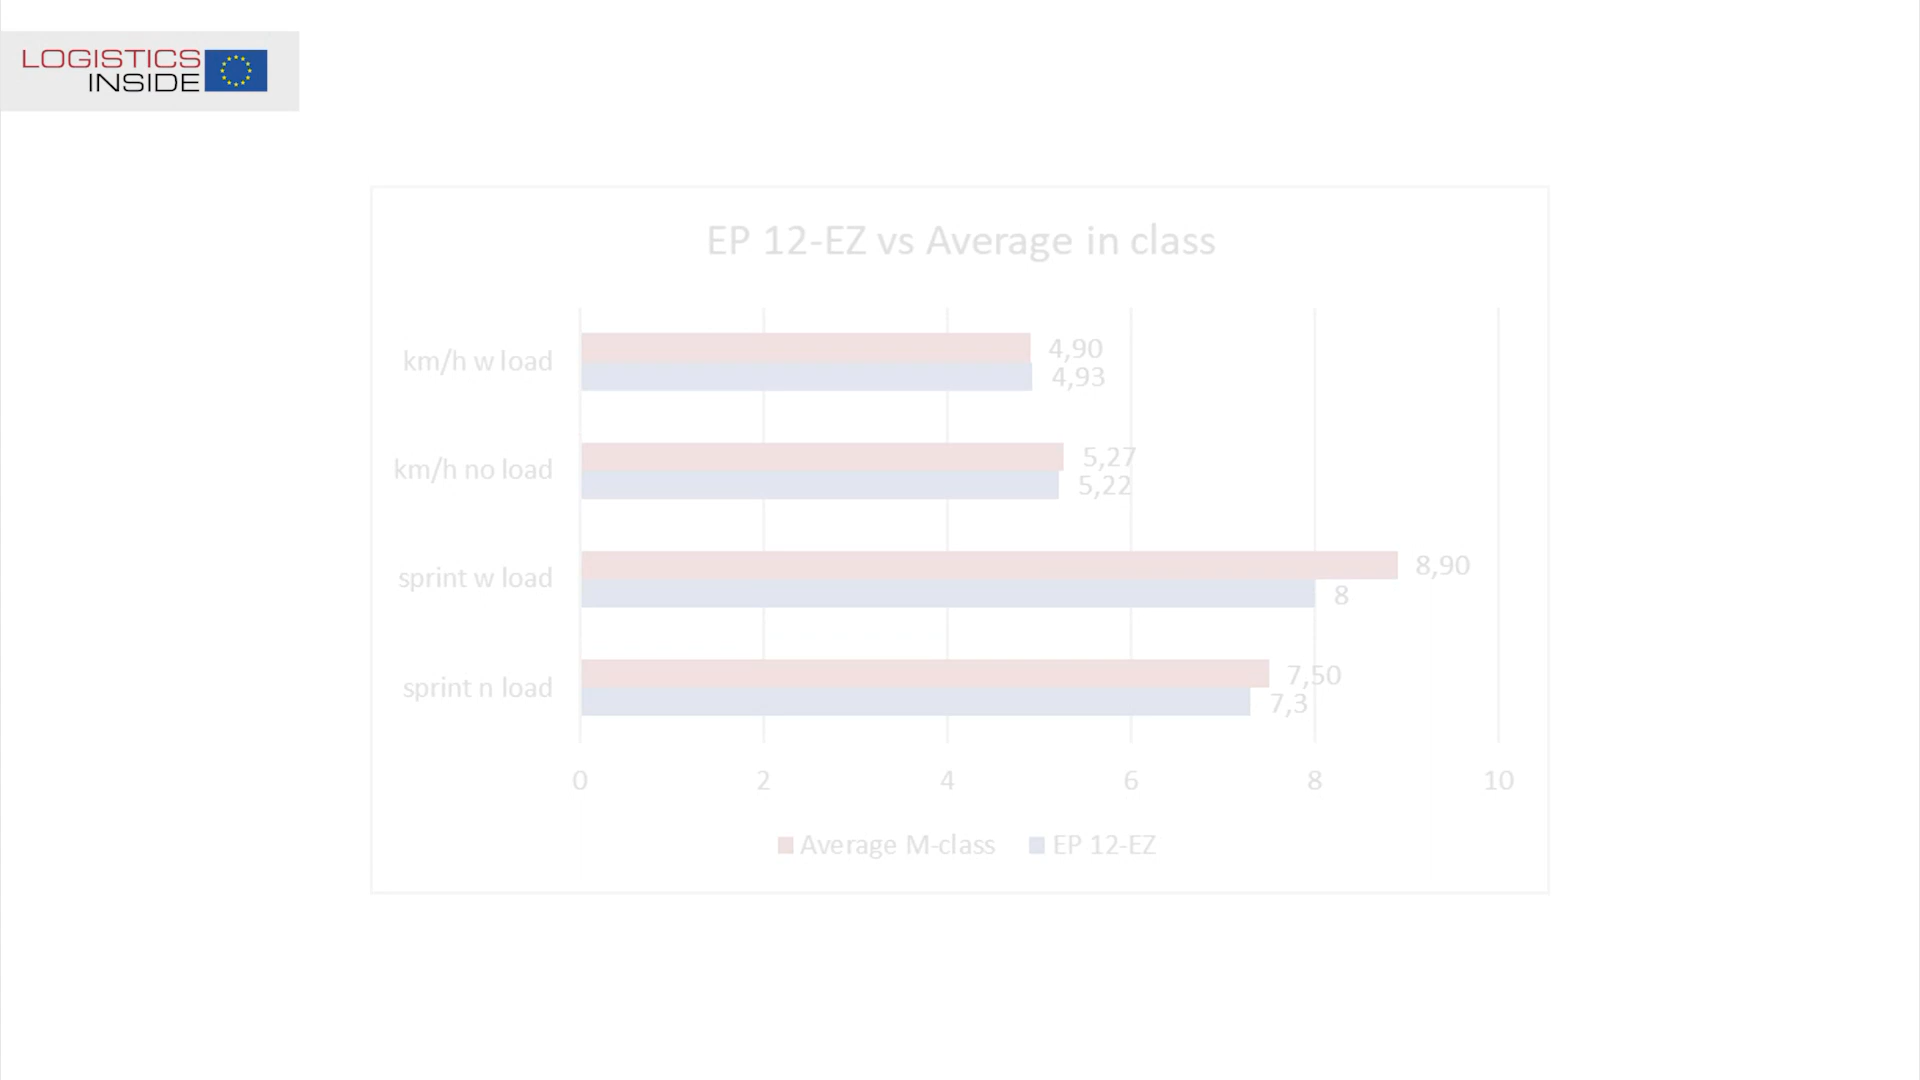 LOGISTICS
INSIDE
EP 12-EZ vs Average in class
km/h w load
4,90
4,93
km/h no load
5,27
5,22
sprint w load
8,90
8
sprint n load
7,50
7,3
0 2 4 6 8 10
Average M-class EP 12-EZ